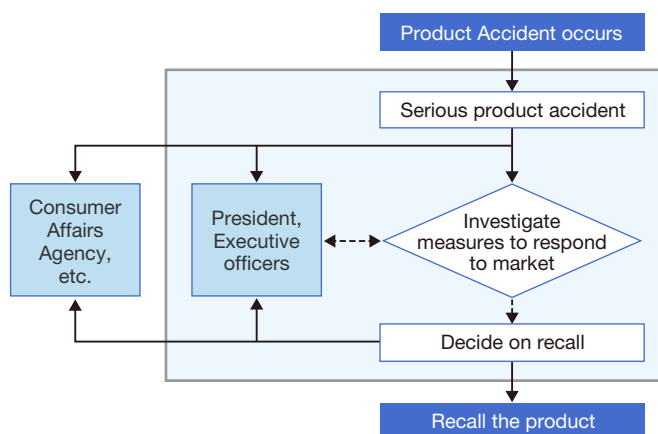 Product Accident occurs
Serious product accident
Consumer
Affairs
Agency,
etc.
President,
Executive
officers
Investigate
measures to respond
to market
Decide on recall
Recall the product